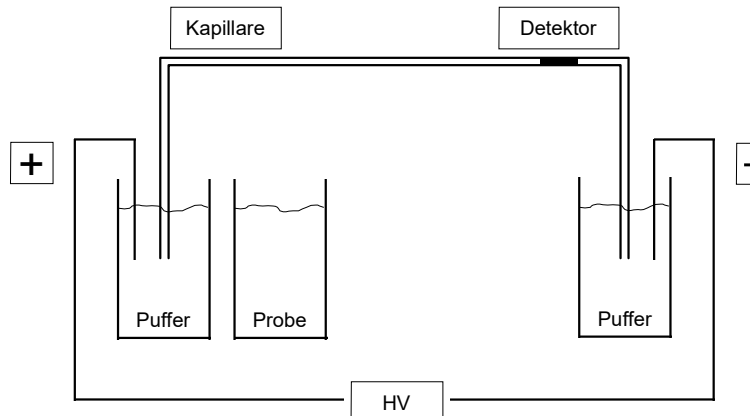 Kapillare
Detektor
+
-
Puffer
Probe
Puffer
HV